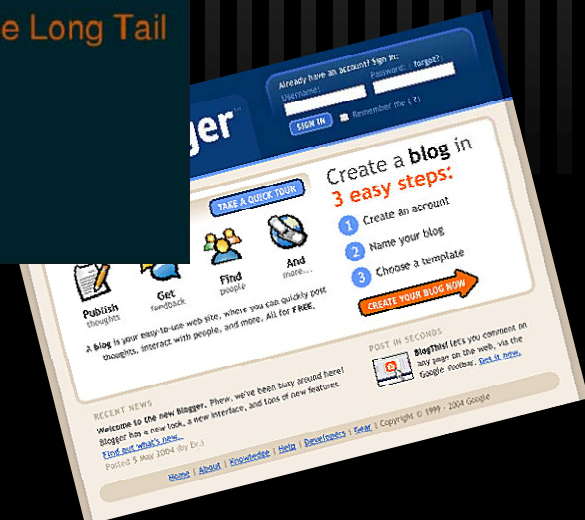 e Long Tail
Already have an account? Sign in:
Username:
Password: ( forgot? )
SIGN IN
Remember me ( ? )
ger
TAKE A QUICK TOUR
Publish
thoughts
Get
feedback
Find
people
And
more...
A blog is your easy-to-use web site, where you can quickly post
thoughts, interact with people, and more. All for FREE.
Create a blog in
3 easy steps:
1 Create an account
2 Name your blog
3 Choose a template
CREATE YOUR BLOG NOW
RECENT NEWS
Welcome to the new Blogger. Phew, we've been busy around here!
Blogger has a new look, a new interface, and tons of new features.
Find out what's new...
Posted 5 May 2004 (by Ev.)
POST IN SECONDS
BlogThis! lets you comment on
any page on the web, via the
Google Toolbar. Get it now.
Home | About | Knowledge | Help | Developers | Gear | Copyright © 1999 - 2004 Google